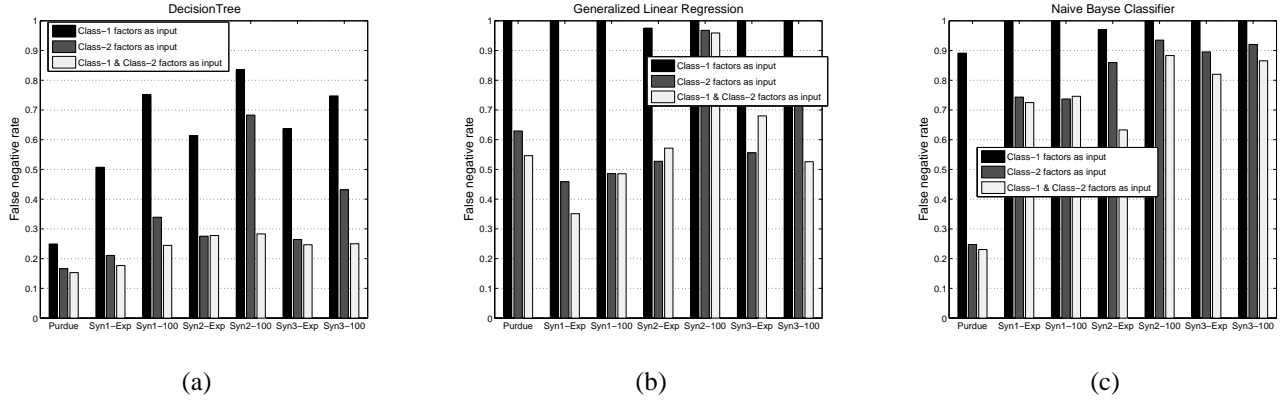 DecisionTree
1
0.9
0.8
0.7
0.6
0.5
0.4
0.3
0.2
0.1
0
False negative rate
Class−1 factors as input
Class−2 factors as input
Class−1 & Class−2 factors as input
Purdue Syn1−Exp Syn1−100 Syn2−Exp Syn2−100 Syn3−Exp Syn3−100
(a)
Generalized Linear Regression
1
0.9
0.8
0.7
0.6
0.5
0.4
0.3
0.2
0.1
0
False negative rate
Class−1 factors as input
Class−2 factors as input
Class−1 & Class−2 factors as input
Purdue Syn1−Exp Syn1−100 Syn2−Exp Syn2−100 Syn3−Exp Syn3−100
(b)
Naive Bayse Classifier
1
0.9
0.8
0.7
0.6
0.5
0.4
0.3
0.2
0.1
0
False negative rate
Class−1 factors as input
Class−2 factors as input
Class−1 & Class−2 factors as input
Purdue Syn1−Exp Syn1−100 Syn2−Exp Syn2−100 Syn3−Exp Syn3−100
(c)